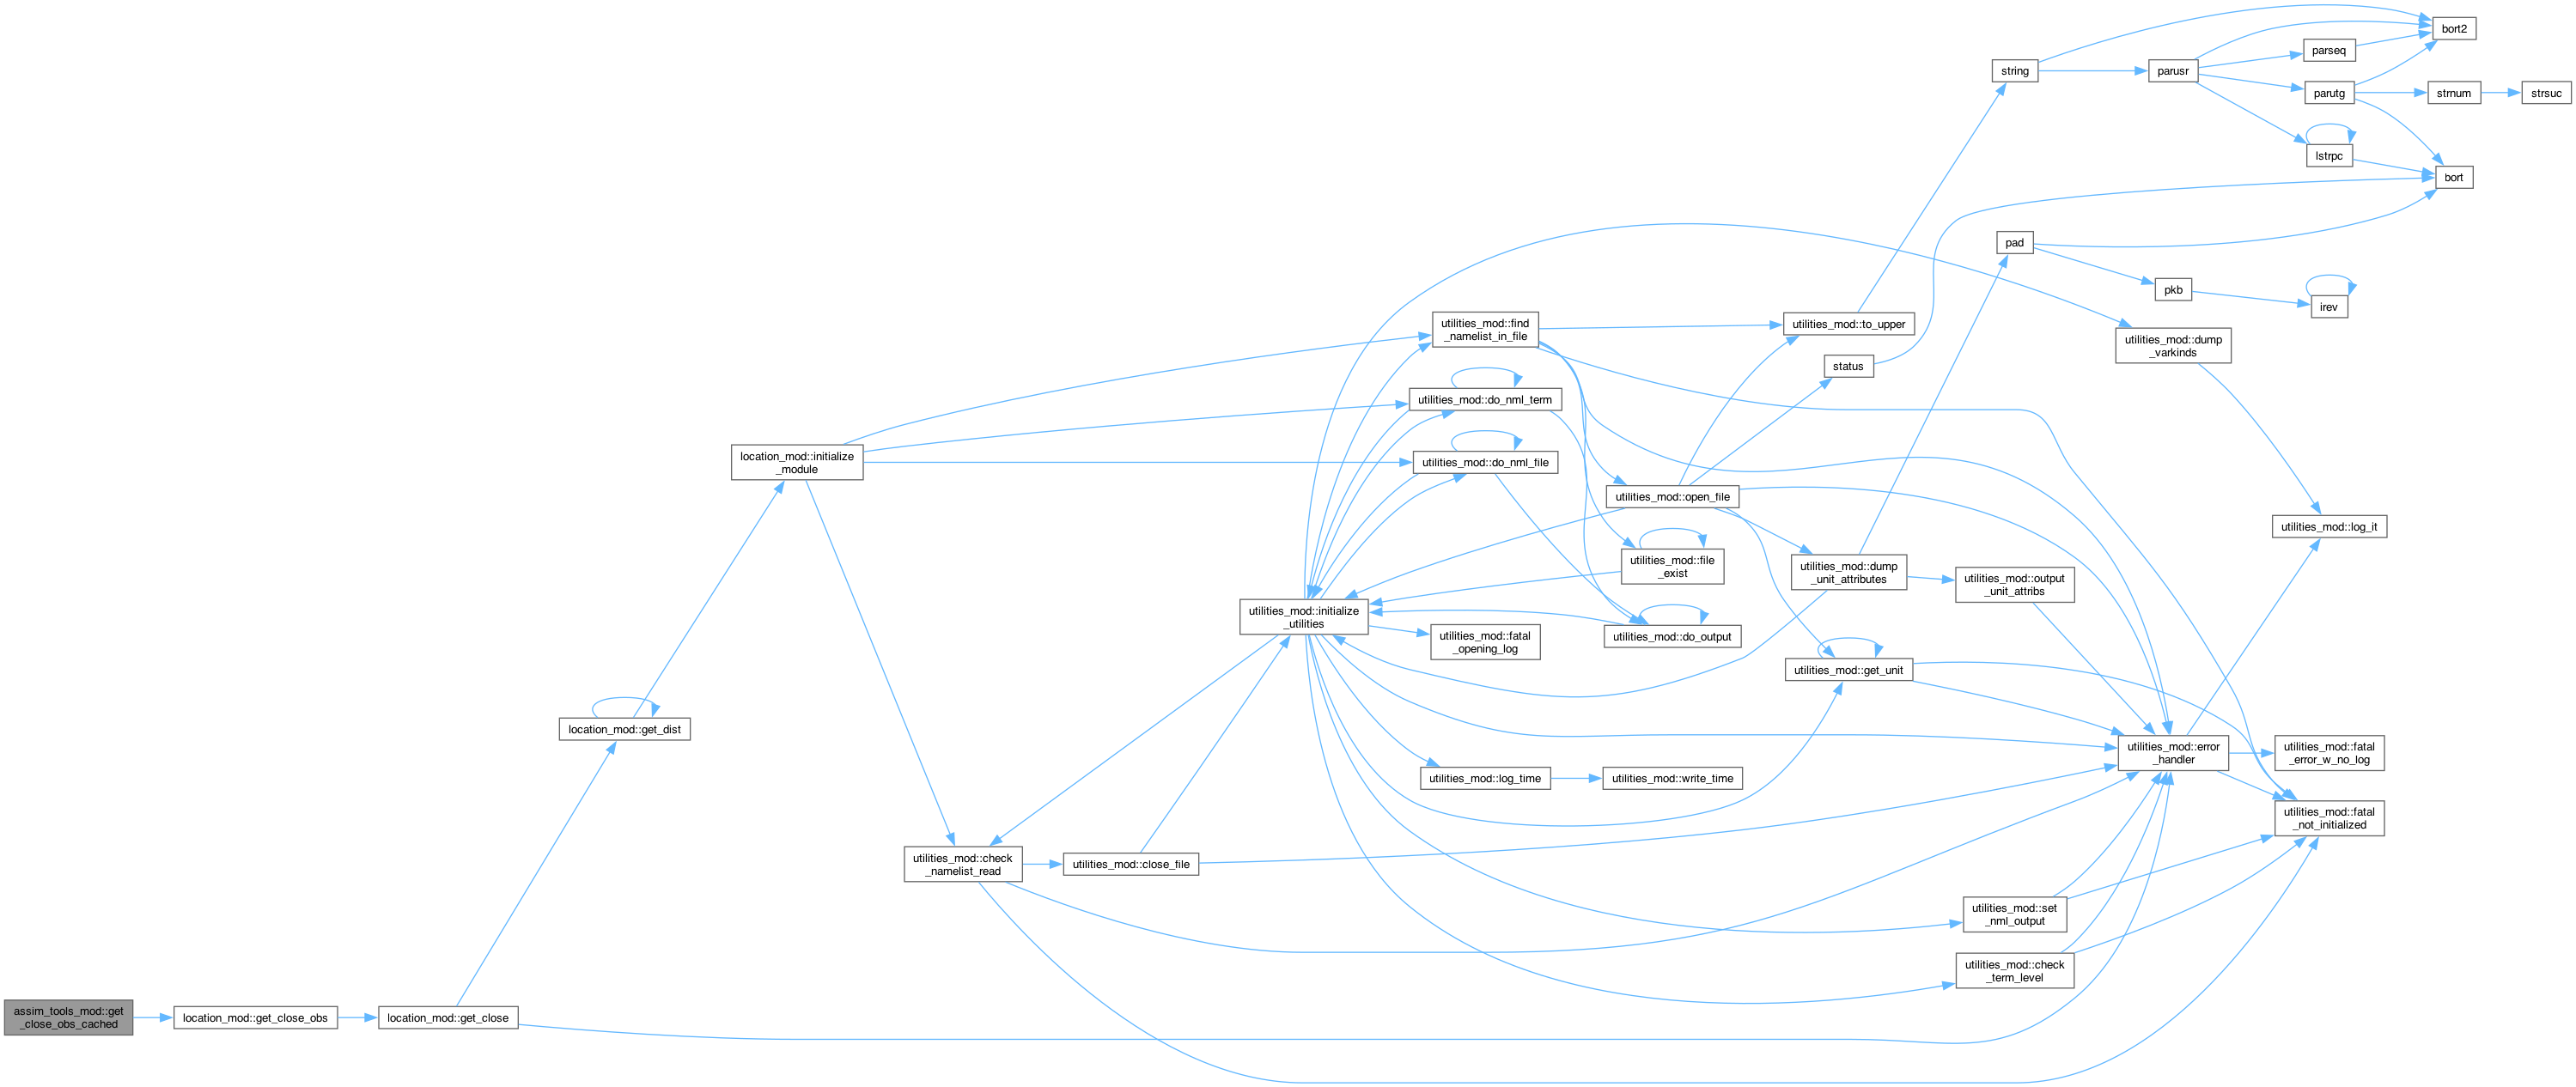 assim_tools_mod::get
_close_obs_cached
location_mod::get_close_obs
location_mod::get_close
location_mod::get_dist
location_mod::initialize
_module
utilities_mod::check
_namelist_read
utilities_mod::close_file
utilities_mod::initialize
_utilities
utilities_mod::find
_namelist_in_file
utilities_mod::do_nml_term
utilities_mod::do_nml_file
utilities_mod::fatal
_opening_log
utilities_mod::log_time
utilities_mod::write_time
utilities_mod::open_file
utilities_mod::file
_exist
utilities_mod::do_output
utilities_mod::to_upper
status
utilities_mod::dump
_unit_attributes
utilities_mod::get_unit
utilities_mod::output
_unit_attribs
utilities_mod::set
_nml_output
utilities_mod::check
_term_level
string
pad
parusr
pkb
utilities_mod::dump
_varkinds
utilities_mod::error
_handler
parseq
parutg
lstrpc
irev
utilities_mod::log_it
utilities_mod::fatal
_error_w_no_log
utilities_mod::fatal
_not_initialized
bort2
strnum
bort
strsuc